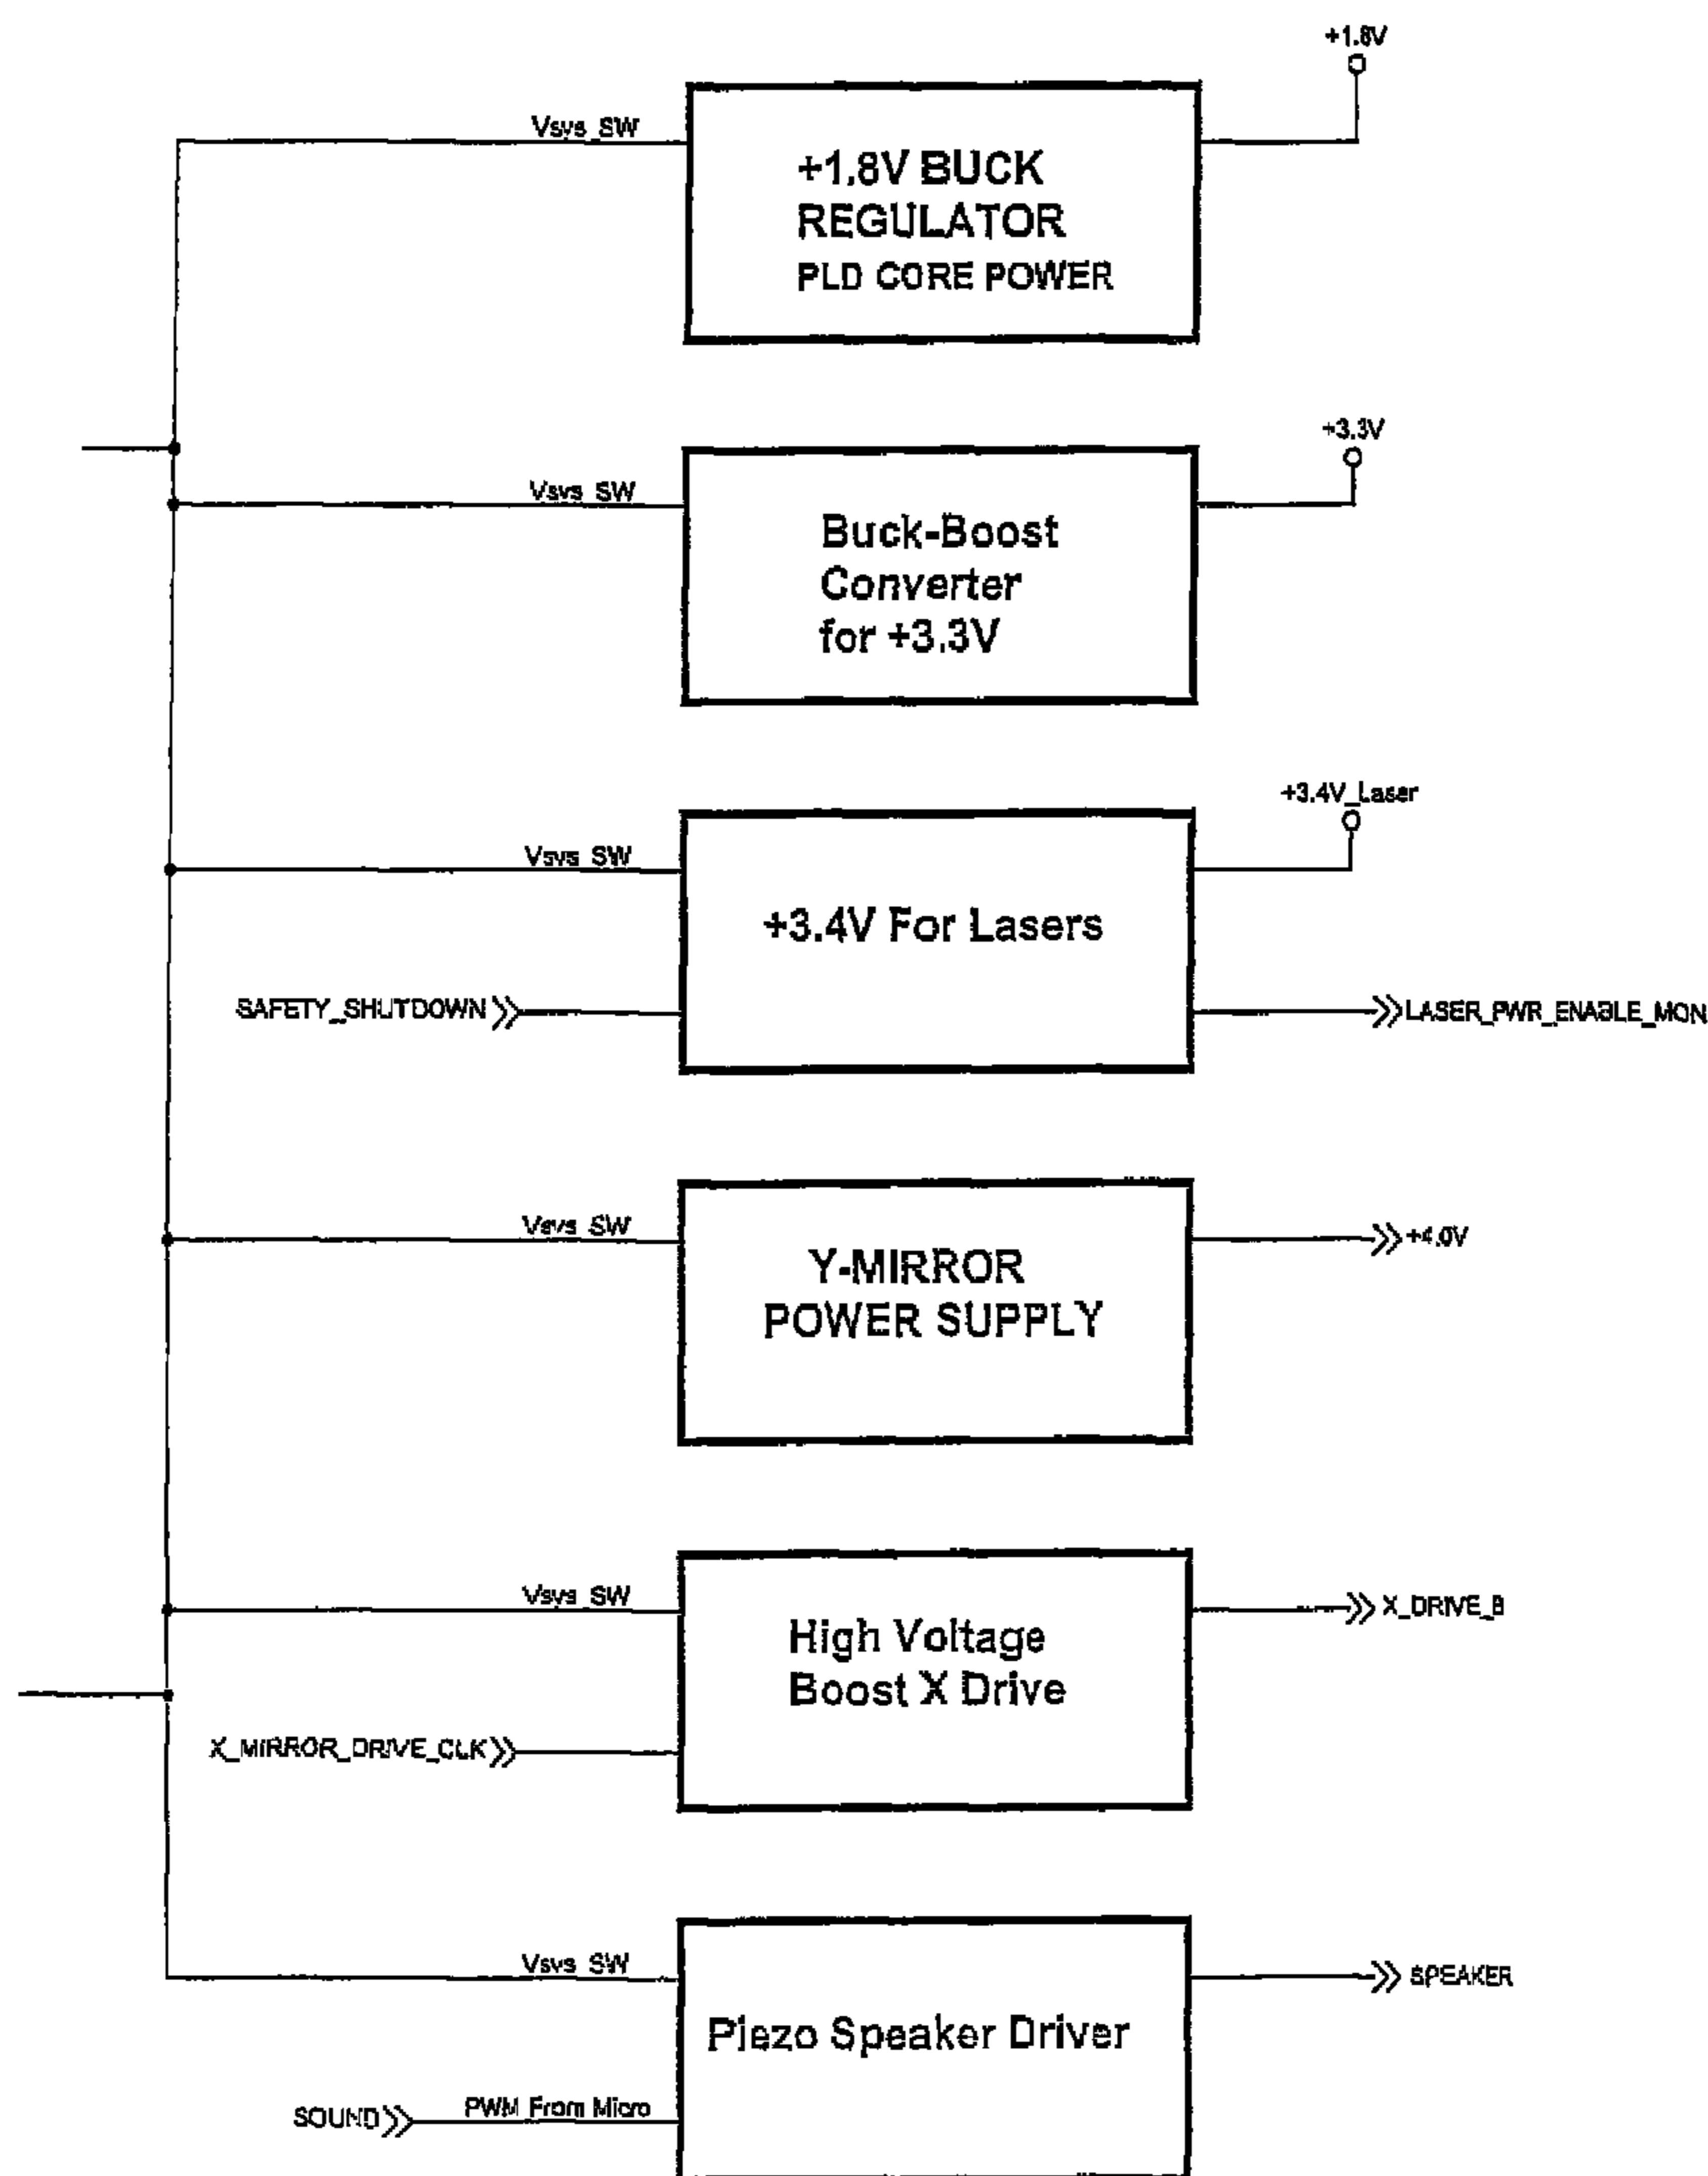 +1.8V
Vsys_SW
+1.8V BUCK
REGULATOR
PLD CORE POWER
+3.3V
Vsys_SW
Buck-Boost
Converter
for +3.3V
+3.4V_Laser
Vsys_SW
+3.4V For Lasers
SAFETY_SHUTDOWN
LASER_PWR_ENABLE_MON
Vsys_SW
+4.0V
Y-MIRROR
POWER SUPPLY
Vsys_SW
X_DRIVE_B
High Voltage
Boost X Drive
X_MIRROR_DRIVE_CLK
Vsys_SW
SPEAKER
Piezo Speaker Driver
SOUND
PWM From Micro